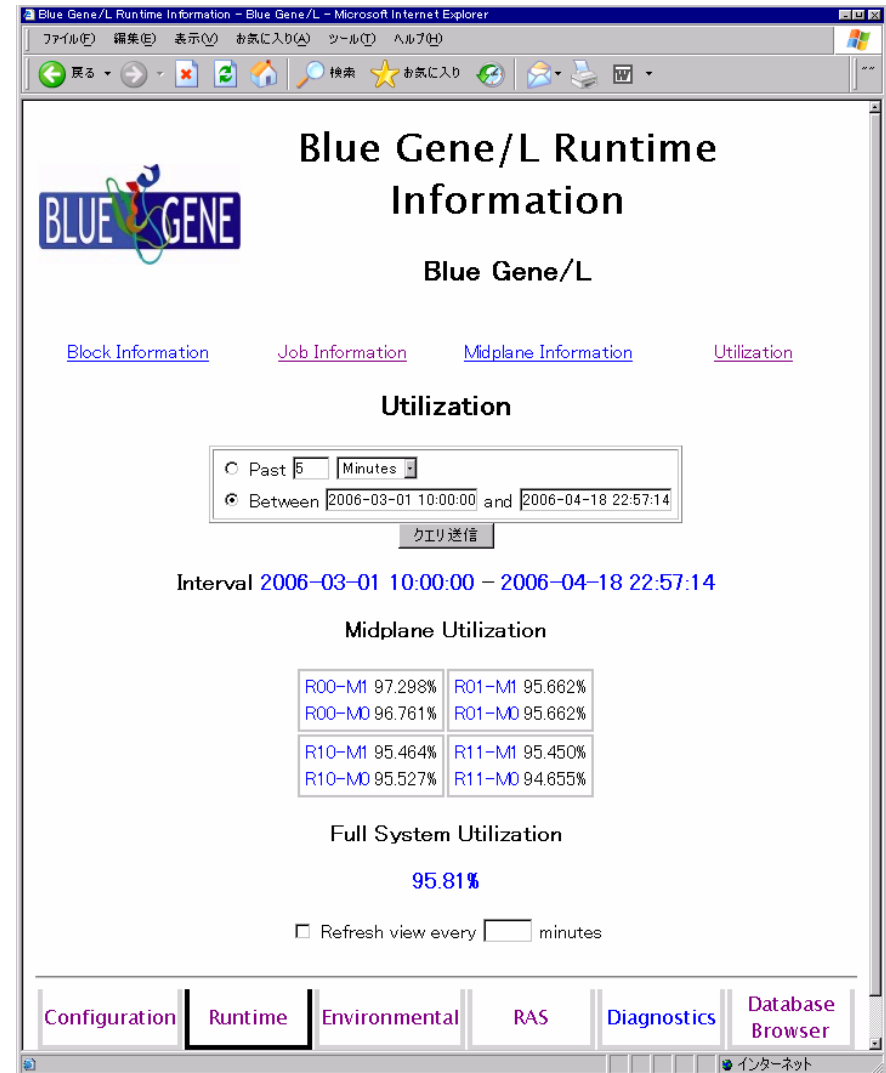 Blue Gene/L Runtime Information - Blue Gene/L - Microsoft Internet Explorer
ファイル(F) 編集(E) 表示(V) お気に入り(A) ツール(T) ヘルプ(H)
戻る 検索 お気に入り
BLUE GENE
Blue Gene/L Runtime
Information
Blue Gene/L
Block Information Job Information Midplane Information Utilization
Utilization
Past 5 Minutes
Between 2006-03-01 10:00:00 and 2006-04-18 22:57:14
クエリ送信
Interval 2006-03-01 10:00:00 - 2006-04-18 22:57:14
Midplane Utilization
R00-M1 97.298% R01-M1 95.662%
R00-M0 96.761% R01-M0 95.662%
R10-M1 95.464% R11-M1 95.450%
R10-M0 95.527% R11-M0 94.655%
Full System Utilization
95.81%
Refresh view every minutes
Configuration Runtime Environmental RAS Diagnostics Database Browser
インターネット